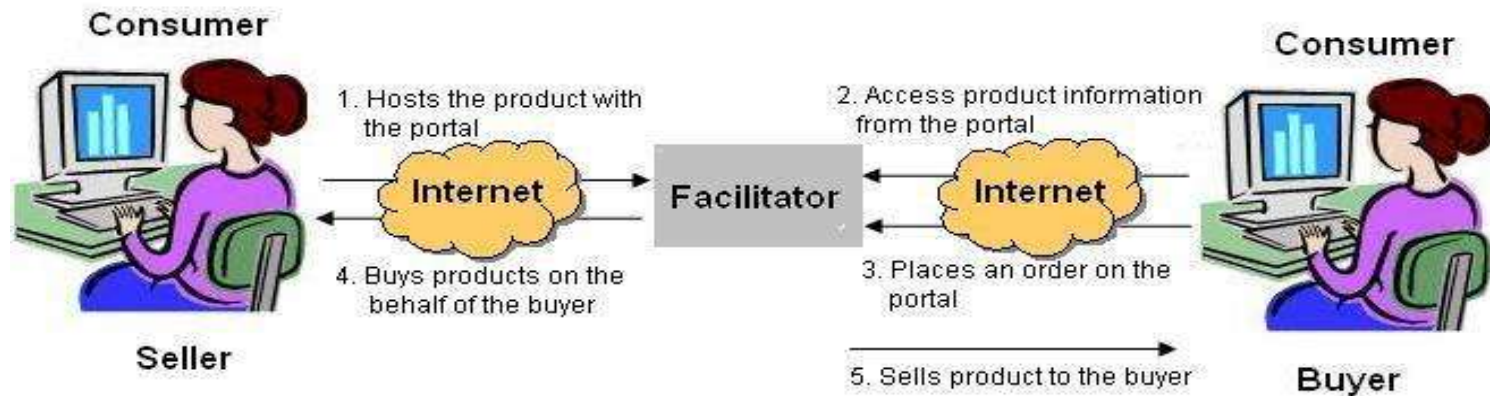 Consumer
1. Hosts the product with
the portal
Internet
4. Buys products on the
behalf of the buyer
Seller
Facilitator
2. Access product information
from the portal
Internet
3. Places an order on the
portal
5. Sells product to the buyer
Consumer
Buyer